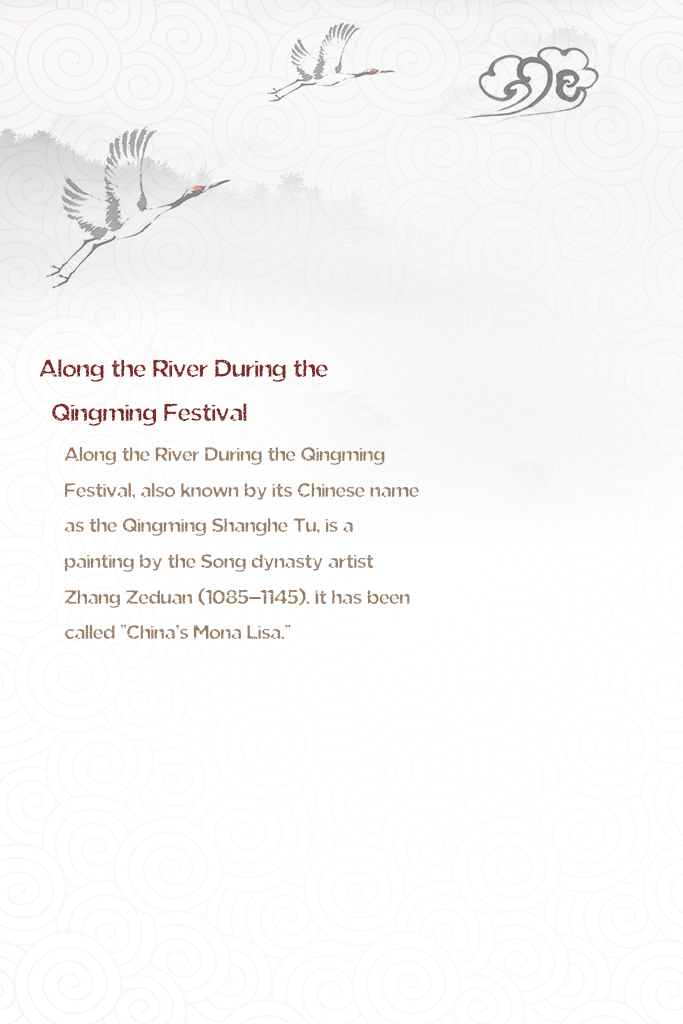 Along the River During the
Qingming Festival
Along the River During the Qingming
Festival, also known by its Chinese name
as the Qingming Shanghe Tu, is a
painting by the Song dynasty artist
Zhang Zeduan (1085–1145). It has been
called "China's Mona Lisa."